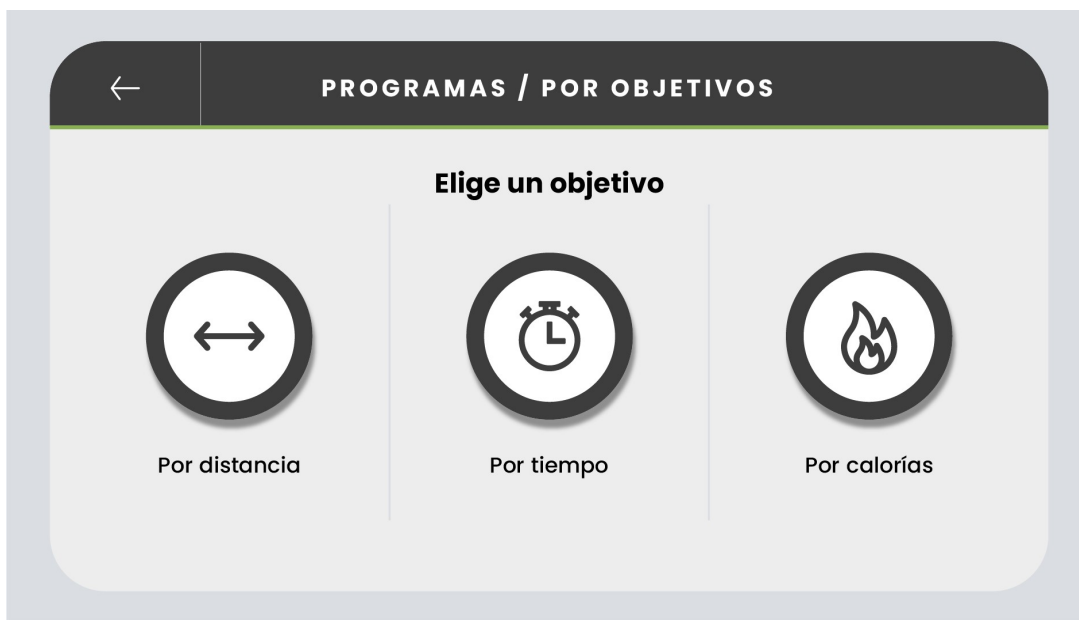 PROGRAMAS / POR OBJETIVOS
Elige un objetivo
Por distancia
Por tiempo
Por calorías